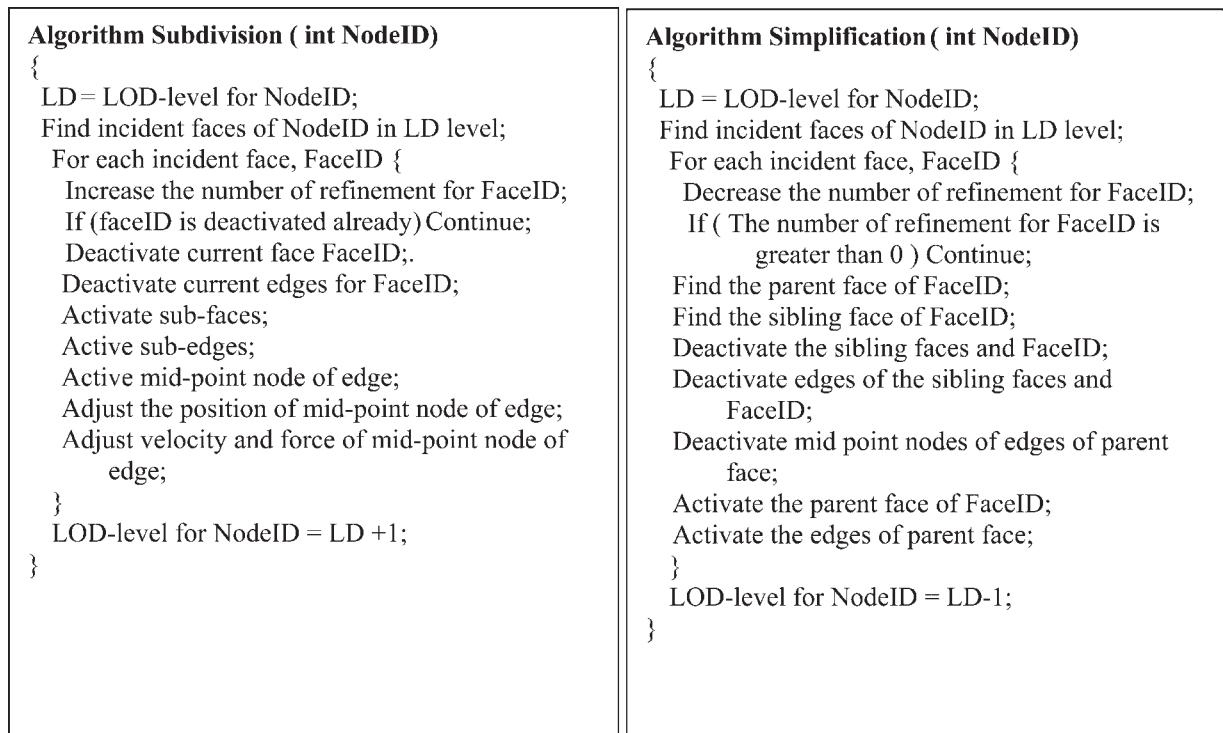 Algorithm Subdivision ( int NodeID)
{
LD = LOD-level for NodeID;
Find incident faces of NodeID in LD level;
For each incident face, FaceID {
Increase the number of refinement for FaceID;
If (faceID is deactivated already) Continue;
Deactivate current face FaceID;.
Deactivate current edges for FaceID;
Activate sub-faces;
Active sub-edges;
Active mid-point node of edge;
Adjust the position of mid-point node of edge;
Adjust velocity and force of mid-point node of
edge;
}
LOD-level for NodeID = LD +1;
}
Algorithm Simplification ( int NodeID)
{
LD = LOD-level for NodeID;
Find incident faces of NodeID in LD level;
For each incident face, FaceID {
Decrease the number of refinement for FaceID;
If ( The number of refinement for FaceID is
greater than 0 ) Continue;
Find the parent face of FaceID;
Find the sibling face of FaceID;
Deactivate the sibling faces and FaceID;
Deactivate edges of the sibling faces and
FaceID;
Deactivate mid point nodes of edges of parent
face;
Activate the parent face of FaceID;
Activate the edges of parent face;
}
LOD-level for NodeID = LD-1;
}